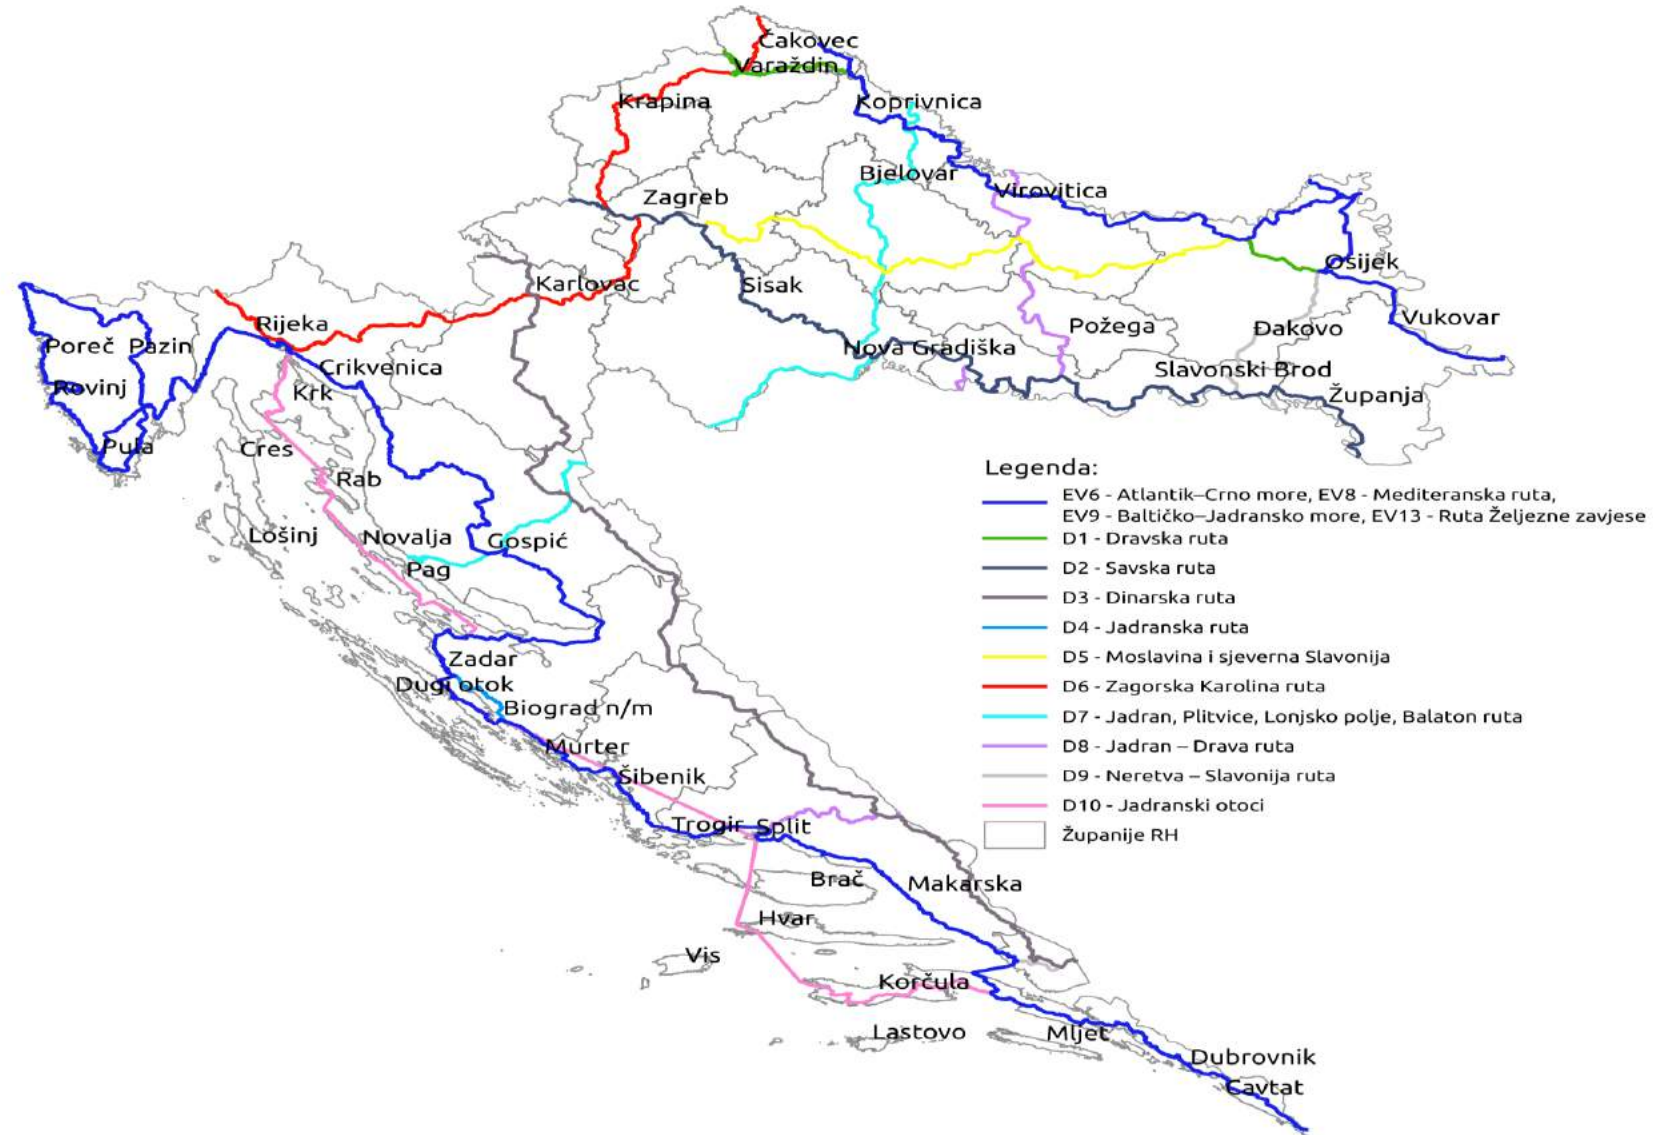 Čakovec
Varaždin
Krapina
Koprivnica
Bjelovar
Virovitica
Zagreb
Osijek
Karlovac
Sisak
Vukovar
Rijeka
Požega
Đakovo
Poreč Pazin
Nova Gradiška
Crikvenica
Slavonski Brod
Rovinj
Krk
Županja
Pula
Cres
Rab
Lošinj
Novalja
Gospić
Pag
Zadar
Dugi otok
Biograd n/m
Murter
Šibenik
Trogir
Split
Brač
Makarska
Hvar
Vis
Korčula
Lastovo
Mljet
Dubrovnik
Cavtat
Legenda:
EV6 - Atlantik–Crno more, EV8 - Mediteranska ruta,
EV9 - Baltičko–Jadransko more, EV13 - Ruta Željezne zavjese
D1 - Dravska ruta
D2 - Savska ruta
D3 - Dinarska ruta
D4 - Jadranska ruta
D5 - Moslavina i sjeverna Slavonija
D6 - Zagorska Karolina ruta
D7 - Jadran, Plitvice, Lonjsko polje, Balaton ruta
D8 - Jadran – Drava ruta
D9 - Neretva – Slavonija ruta
D10 - Jadranski otoci
Županije RH